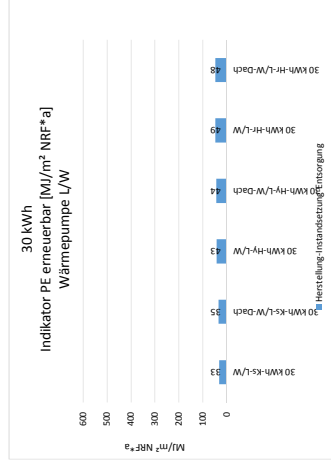 30 kWh
Indikator PE erneuerbar [MJ/m² NRF*a]
Wärmepumpe L/W
MJ/m² NRF*a
600
500
400
300
200
100
0
33
35
43
44
49
48
30 kWh-Ks-L/W
30 kWh-Ks-L/W-Dach
30 kWh-Hy-L/W
30 kWh-Hy-L/W-Dach
30 kWh-Hr-L/W
30 kWh-Hr-L/W-Dach
Herstellung-Instandsetzung-Entsorgung